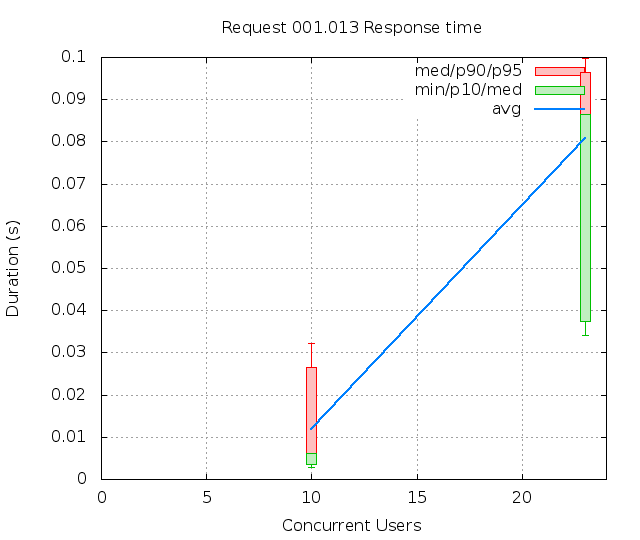 Request 001.013 Response time
0.1
0.09
0.08
0.07
0.06
0.05
0.04
0.03
0.02
0.01
0
med/p90/p95
min/p10/med
avg
Duration (s)
0 5 10 15 20
Concurrent Users